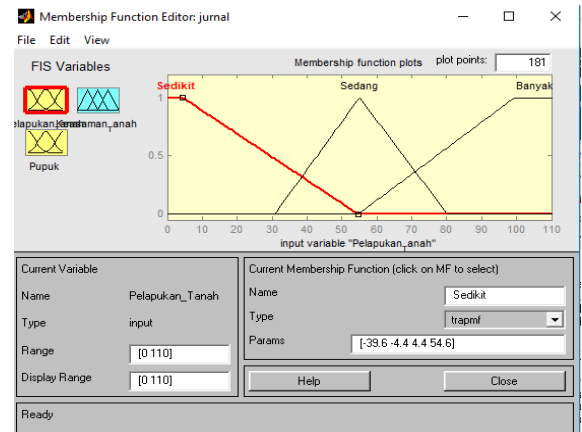 Membership Function Editor: jurnal
File Edit View
FIS Variables
Membership function plots
plot points:
181
Sedikit
Sedang
Banyak
Pupuk
1
0.5
0
0 10 20 30 40 50 60 70 80 90 100 110
input variable "Pelapukan_Tanah"
Current Variable
Name Pelapukan_Tanah
Type input
Range [0 110]
Display Range [0 110]
Current Membership Function (click on MF to select)
Name Sedikit
Type trapmf
Params [-39.6 -4.4 4.4 54.6]
Help Close
Ready